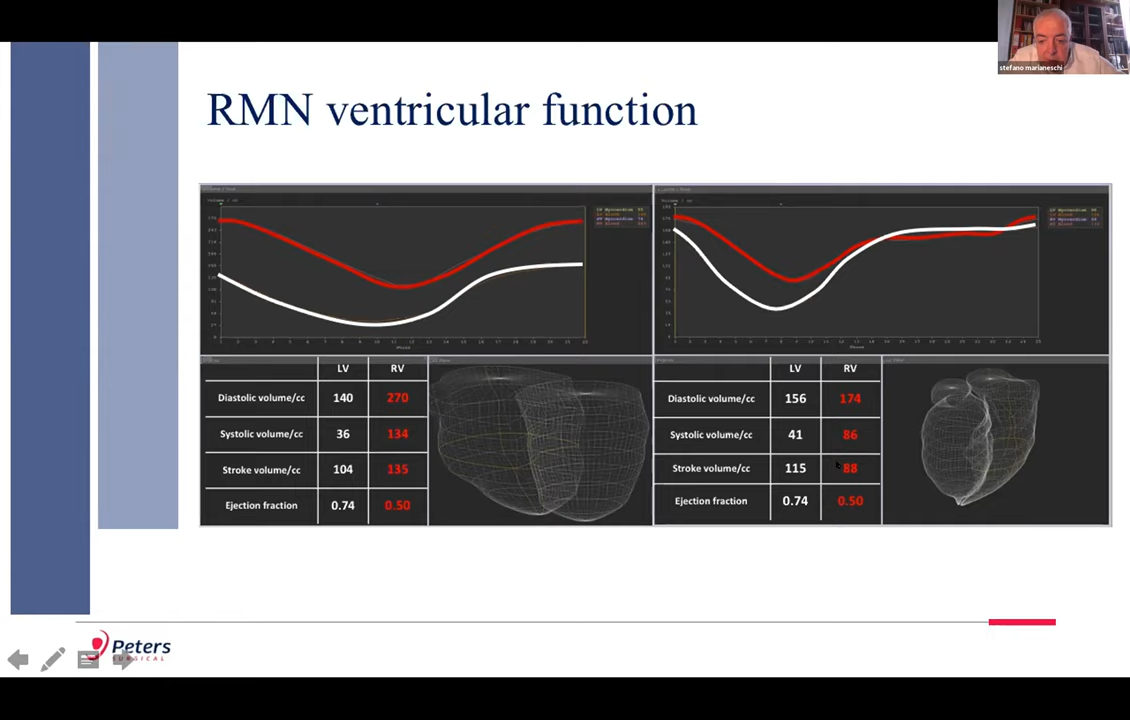 stefano marianeschi
RMN ventricular function
LV RV
Diastolic volume/cc 140 270
Systolic volume/cc 36 134
Stroke volume/cc 104 135
Ejection fraction 0.74 0.50
LV RV
Diastolic volume/cc 156 174
Systolic volume/cc 41 86
Stroke volume/cc 115 88
Ejection fraction 0.74 0.50
Peters
SURGICAL